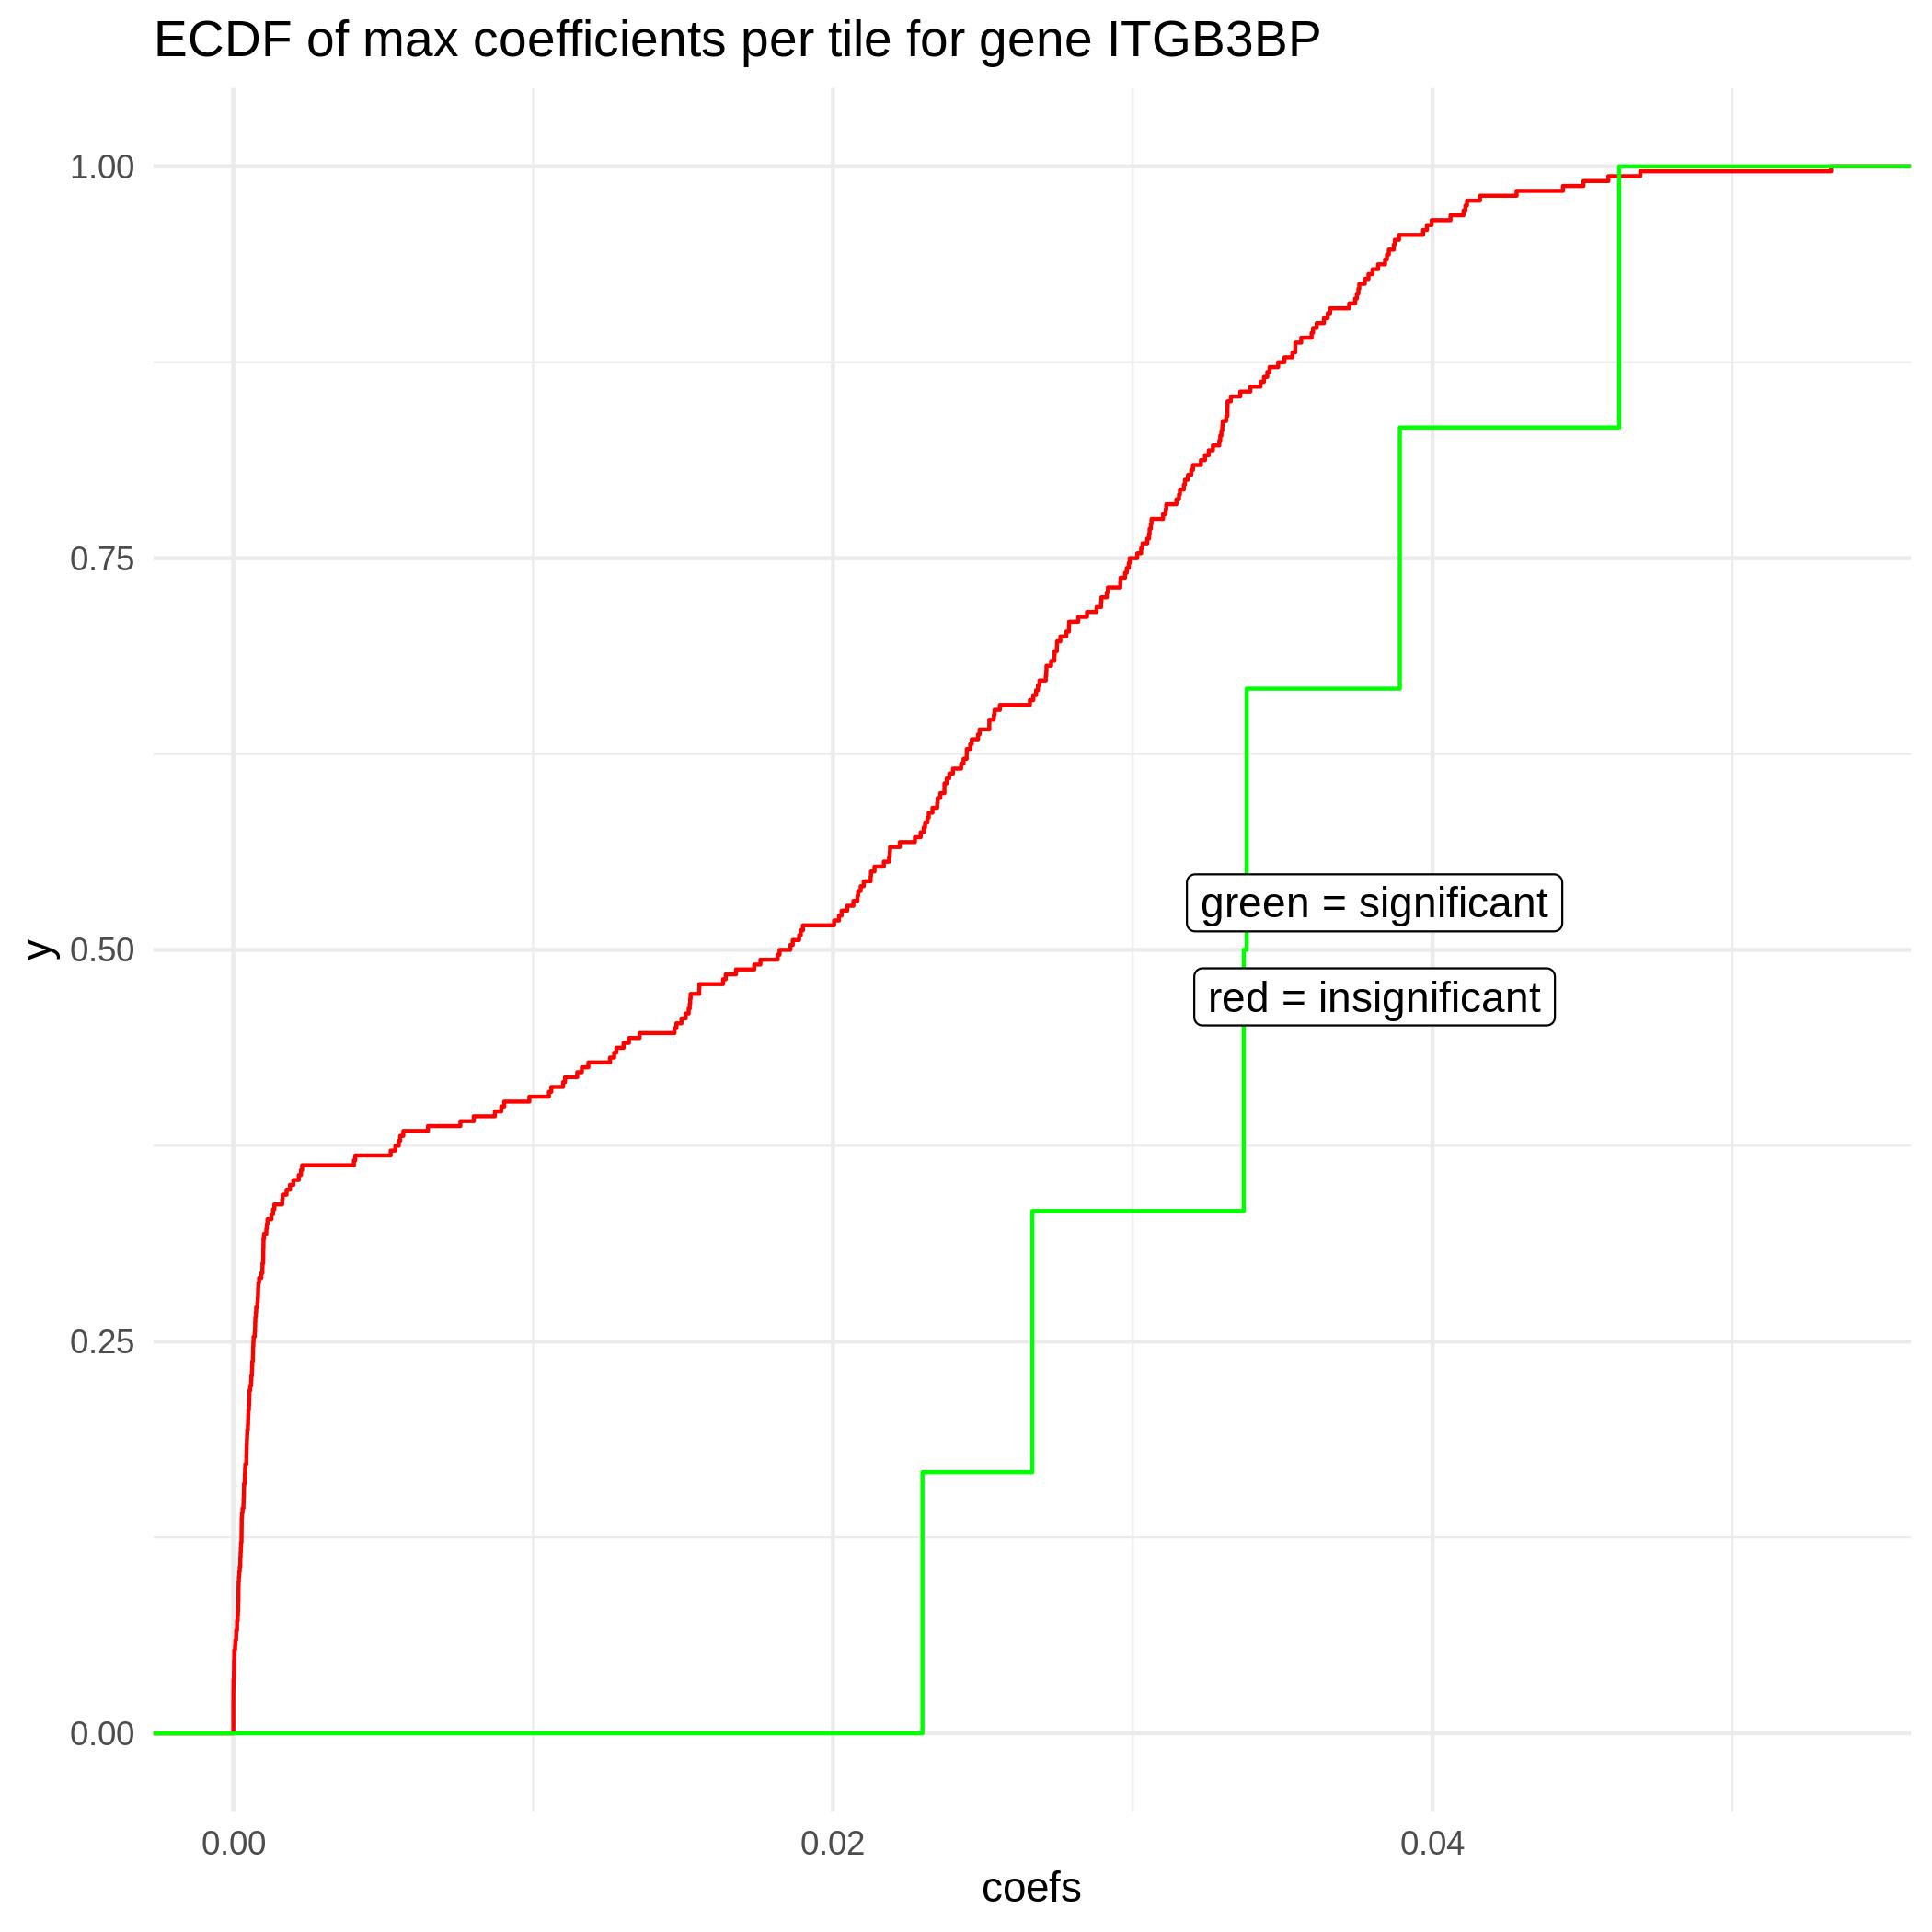 ECDF of max coefficients per tile for gene ITGB3BP
1.00
0.75
0.50
0.25
0.00
y
green = significant
red = insignificant
0.00
0.02
0.04
coefs